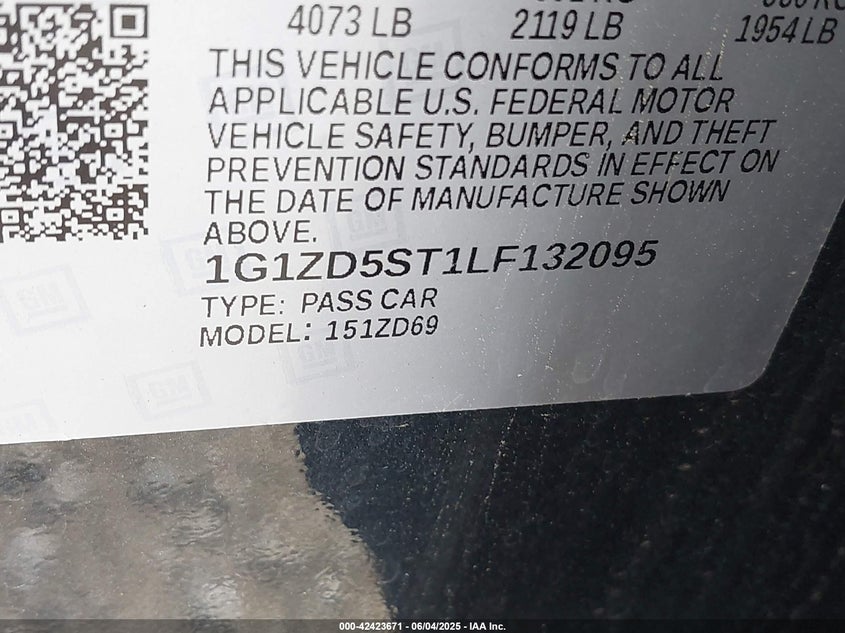 4073 LB 2119 LB 1954 LB
THIS VEHICLE CONFORMS TO ALL
APPLICABLE U.S. FEDERAL MOTOR
VEHICLE SAFETY, BUMPER, AND THEFT
PREVENTION STANDARDS IN EFFECT ON
THE DATE OF MANUFACTURE SHOWN
ABOVE.
1G1ZD5ST1LF132095
TYPE: PASS CAR
MODEL: 151ZD69
000-42423671 - 06/04/2025 - IAA Inc.